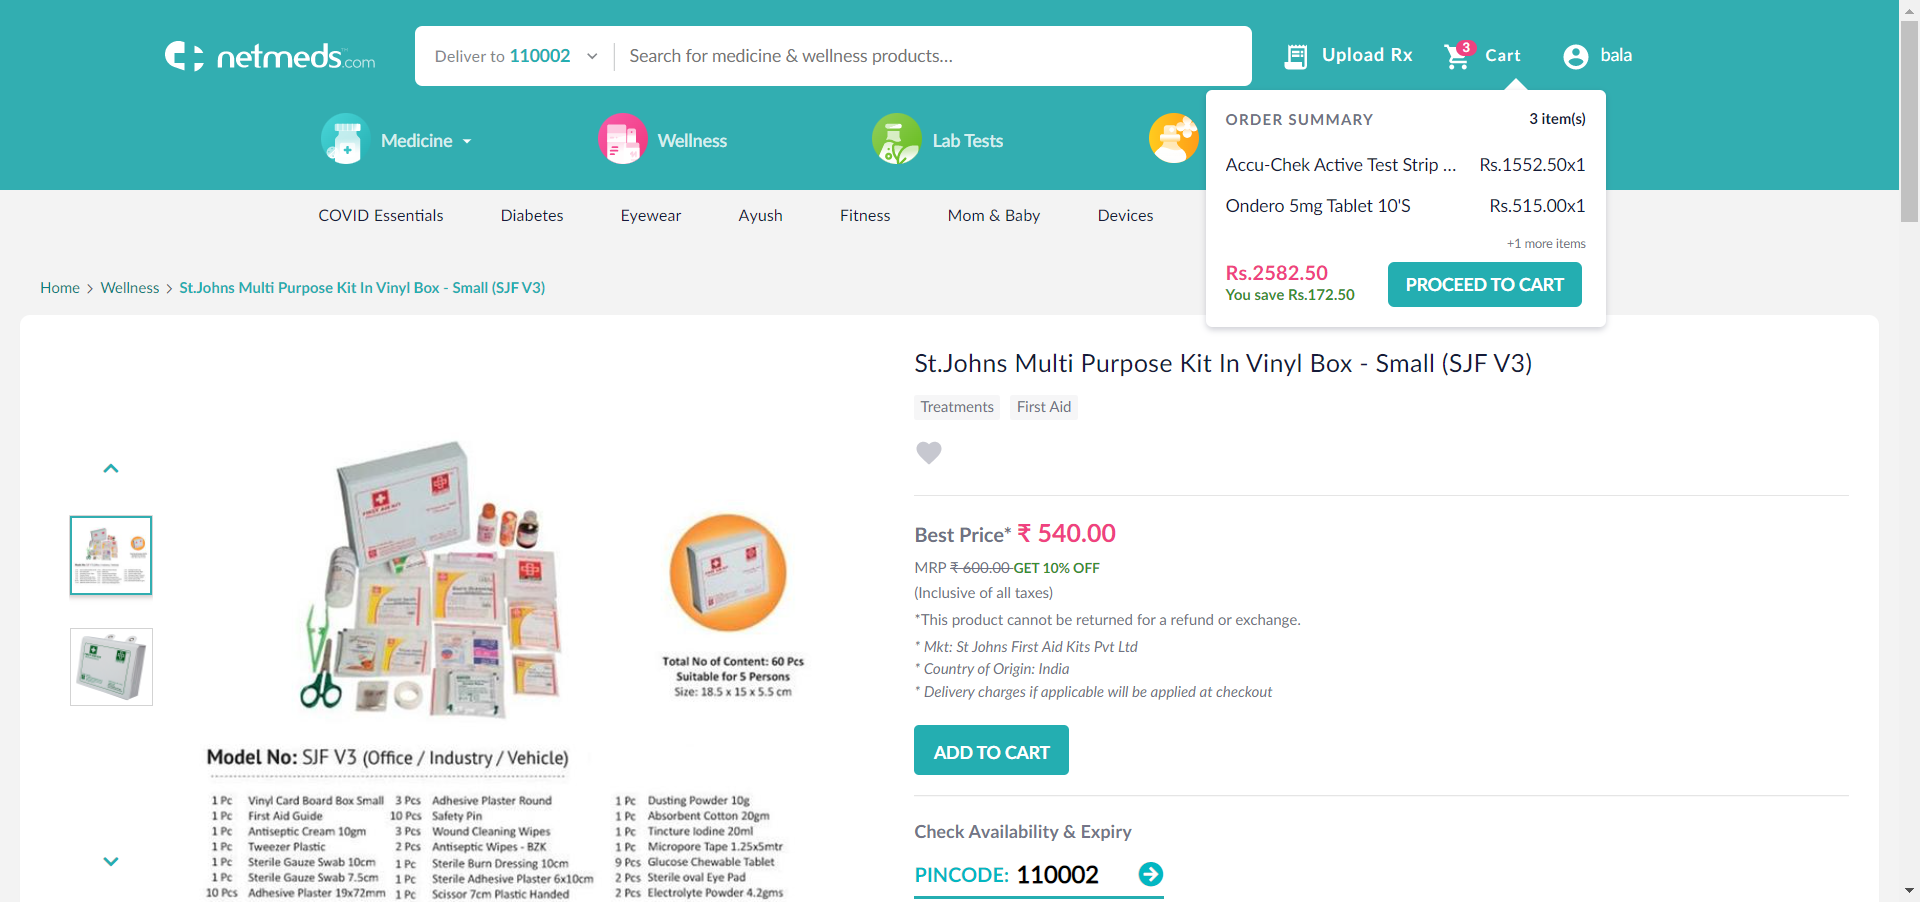 netmeds.com
Deliver to 110002
Search for medicine & wellness products...
Upload Rx
3
Cart
bala
Medicine
Wellness
Lab Tests
ORDER SUMMARY 3 item(s)
Accu-Chek Active Test Strip ... Rs.1552.50x1
Ondero 5mg Tablet 10'S Rs.515.00x1
+1 more items
Rs.2582.50
You save Rs.172.50
PROCEED TO CART
COVID Essentials
Diabetes
Eyewear
Ayush
Fitness
Mom & Baby
Devices
Home > Wellness > St.Johns Multi Purpose Kit In Vinyl Box - Small (SJF V3)
St.Johns Multi Purpose Kit In Vinyl Box - Small (SJF V3)
Treatments
First Aid
FIRST AID KIT
Total No of Content: 60 Pcs
Suitable for 5 Persons
Size: 18.5 x 15 x 5.5 cm
Model No: SJF V3 (Office / Industry / Vehicle)
1 Pc Vinyl Card Board Box Small
1 Pc First Aid Guide
1 Pc Antiseptic Cream 10gm
1 Pc Tweezer Plastic
1 Pc Sterile Gauze Swab 10cm
1 Pc Sterile Gauze Swab 7.5cm
10 Pcs Adhesive Plaster 19x72mm
3 Pcs Adhesive Plaster Round
10 Pcs Safety Pin
3 Pcs Wound Cleaning Wipes
2 Pcs Antiseptic Wipes - BZK
1 Pc Sterile Burn Dressing 10cm
1 Pc Sterile Adhesive Plaster 6x10cm
1 Pc Scissor 7cm Plastic Handed
1 Pc Dusting Powder 10g
1 Pc Absorbent Cotton 20gm
1 Pc Tincture Iodine 20ml
1 Pc Micropore Tape 1.25x5mtr
9 Pcs Glucose Chewable Tablet
2 Pcs Sterile oval Eye Pad
2 Pcs Electrolyte Powder 4.2gms
Best Price* ₹ 540.00
MRP ₹ 600.00 GET 10% OFF
(Inclusive of all taxes)
*This product cannot be returned for a refund or exchange.
* Mkt: St Johns First Aid Kits Pvt Ltd
* Country of Origin: India
* Delivery charges if applicable will be applied at checkout
ADD TO CART
Check Availability & Expiry
PINCODE: 110002